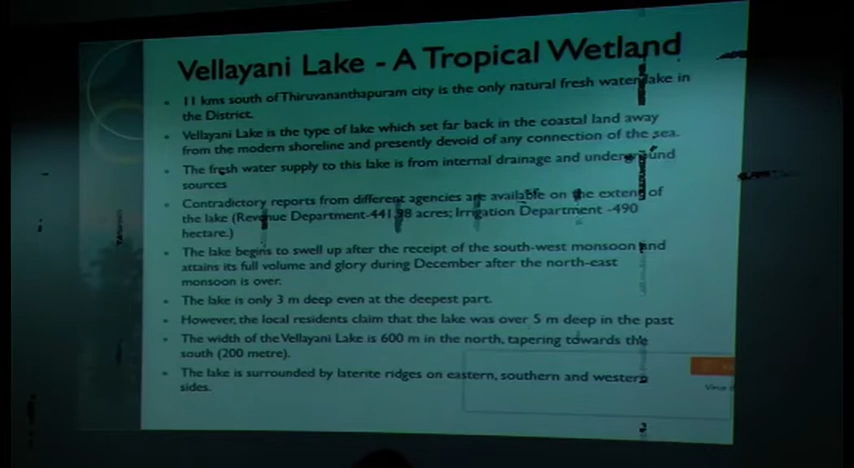 Vellayani Lake - A Tropical Wetland
• 11 kms south of Thiruvananthapuram city is the only natural fresh water lake in
the District.
• Vellayani Lake is the type of lake which set far back in the coastal land away
from the modern shoreline and presently devoid of any connection of the sea.
• The fresh water supply to this lake is from internal drainage and underground
sources
• Contradictory reports from different agencies are available on the extent of
the lake (Revenue Department-441.38 acres; Irrigation Department -490
hectare.)
• The lake begins to swell up after the receipt of the south-west monsoon and
attains its full volume and glory during December after the north-east
monsoon is over.
• The lake is only 3 m deep even at the deepest part.
• However, the local residents claim that the lake was over 5 m deep in the past
• The width of the Vellayani Lake is 600 m in the north, tapering towards the
south (200 metre).
• The lake is surrounded by laterite ridges on eastern, southern and western
sides.
Virus